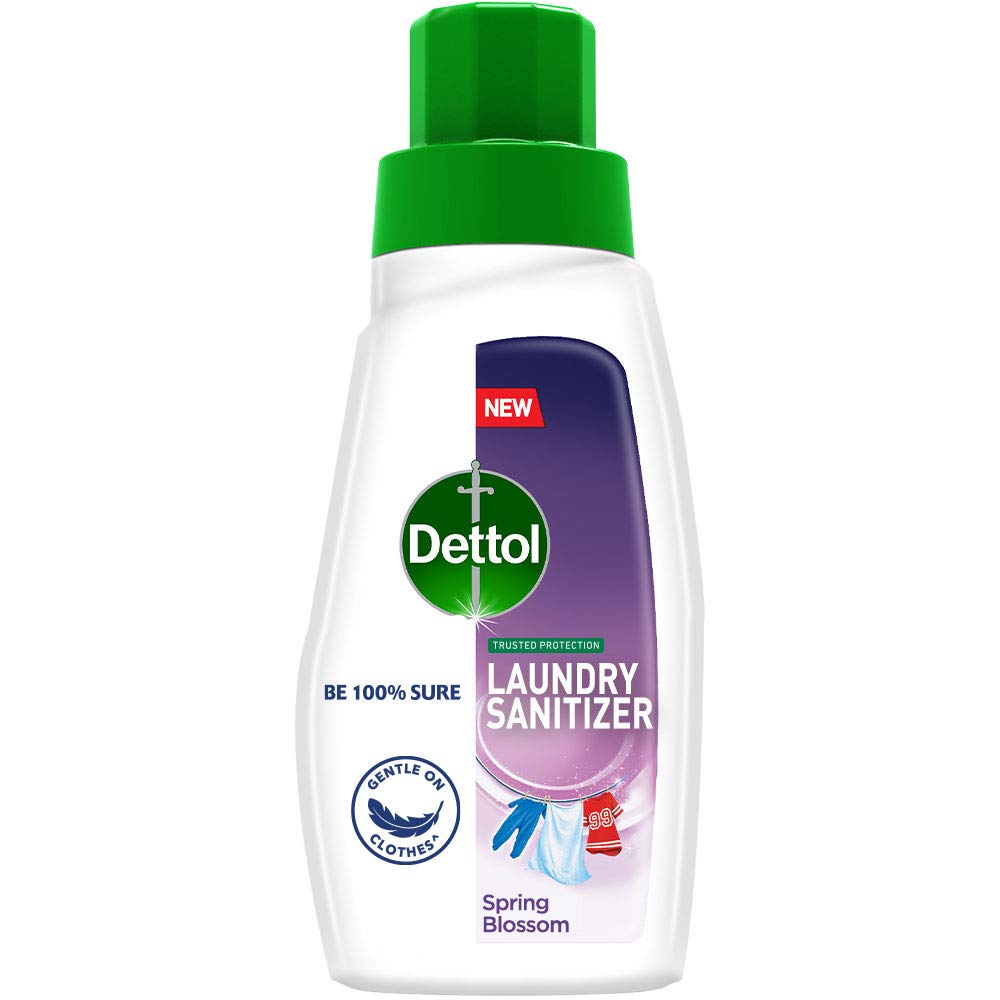 NEW
Dettol
TRUSTED PROTECTION
LAUNDRY
SANITIZER
BE 100% SURE
GENTLE ON
CLOTHES^
99
Spring
Blossom